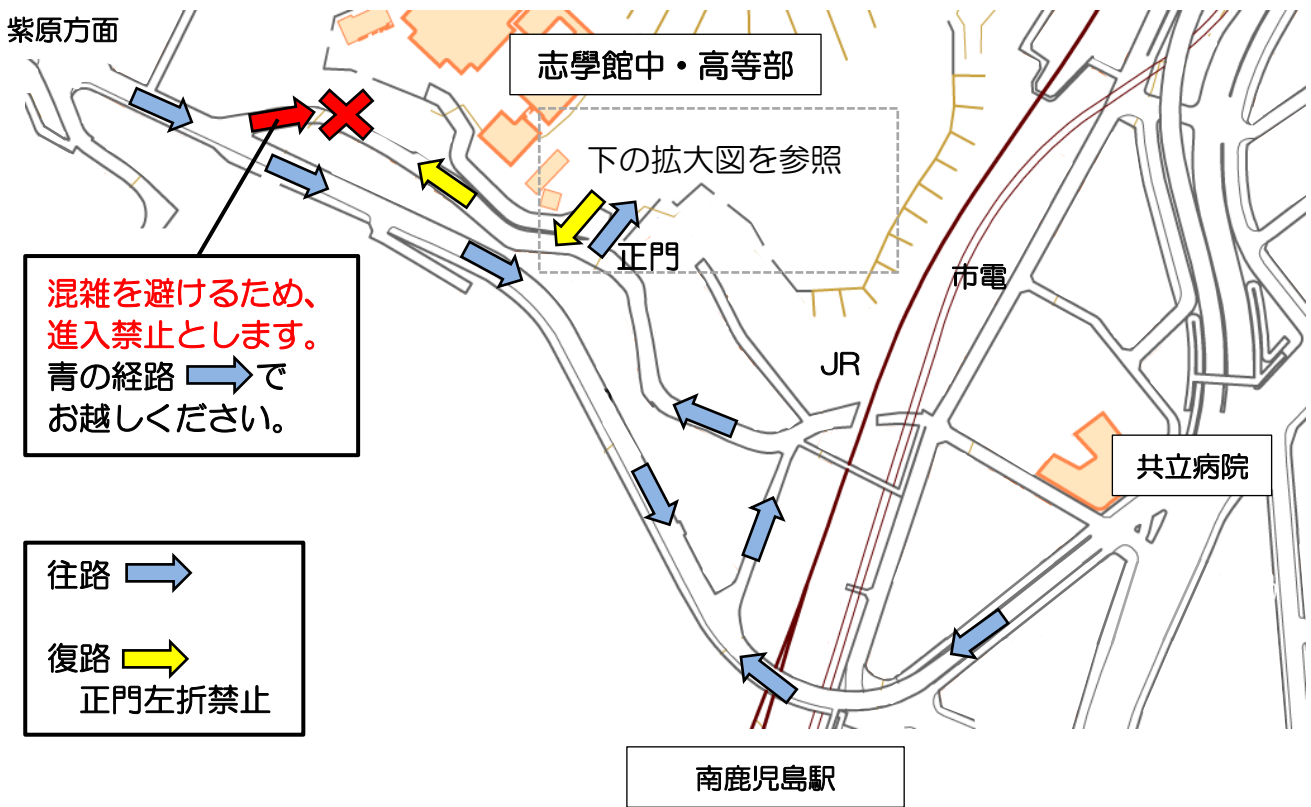 紫原方面
志學館中・高等部
下の拡大図を参照
正門
市電
混雑を避けるため、
進入禁止とします。
青の経路 で
お越しください。
JR
共立病院
往路
復路
正門左折禁止
南鹿児島駅